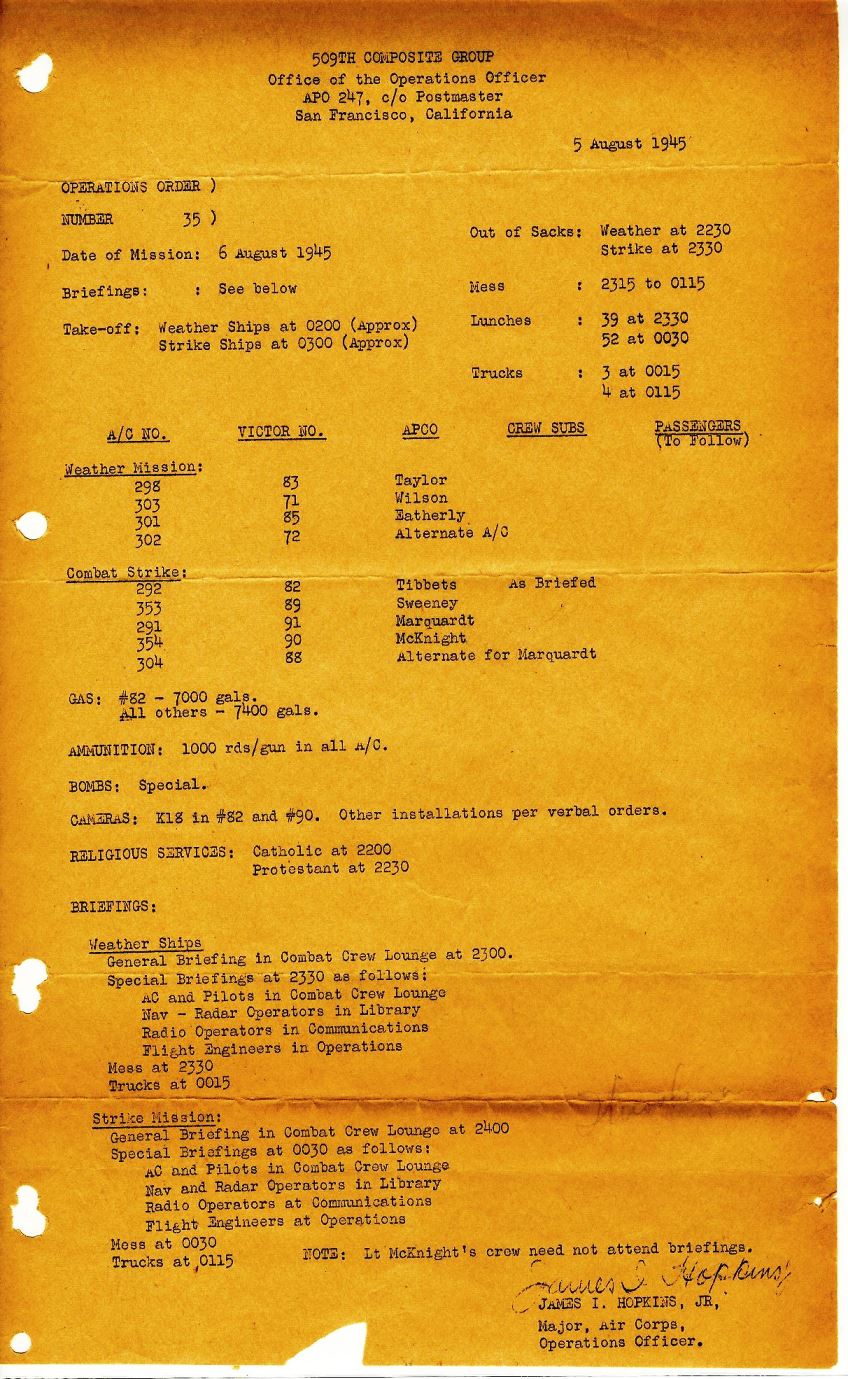 509TH COMPOSITE GROUP
Office of the Operations Officer
APO 247, c/o Postmaster
San Francisco, California
5 August 1945
OPERATIONS ORDER )
NUMBER 35 )
Date of Mission: 6 August 1945
Briefings: : See below
Take-off: Weather Ships at 0200 (Approx)
Strike Ships at 0300 (Approx)
Out of Sacks: Weather at 2230
Strike at 2330
Mess : 2315 to 0115
Lunches : 39 at 2330
52 at 0030
Trucks : 3 at 0015
4 at 0115
A/C NO. VICTOR NO. APCO CREW SUBS PASSENGERS
(To Follow)
Weather Mission:
298 83 Taylor
303 71 Wilson
301 85 Eatherly
302 72 Alternate A/C
Combat Strike:
292 82 Tibbets As Briefed
353 89 Sweeney
291 91 Marquardt
354 90 McKnight
304 88 Alternate for Marquardt
GAS: #82 - 7000 gals.
All others - 7400 gals.
AMMUNITION: 1000 rds/gun in all A/C.
BOMBS: Special.
CAMERAS: K18 in #82 and #90. Other installations per verbal orders.
RELIGIOUS SERVICES: Catholic at 2200
Protestant at 2230
BRIEFINGS:
Weather Ships
General Briefing in Combat Crew Lounge at 2300.
Special Briefings at 2330 as follows:
AC and Pilots in Combat Crew Lounge
Nav - Radar Operators in Library
Radio Operators in Communications
Flight Engineers in Operations
Mess at 2330
Trucks at 0015
Strike Mission:
General Briefing in Combat Crew Lounge at 2400
Special Briefings at 0030 as follows:
AC and Pilots in Combat Crew Lounge
Nav and Radar Operators in Library
Radio Operators at Communications
Flight Engineers at Operations
Mess at 0030
Trucks at 0115
NOTE: Lt McKnight's crew need not attend briefings.
James I. Hopkins
JAMES I. HOPKINS, JR,
Major, Air Corps,
Operations Officer.